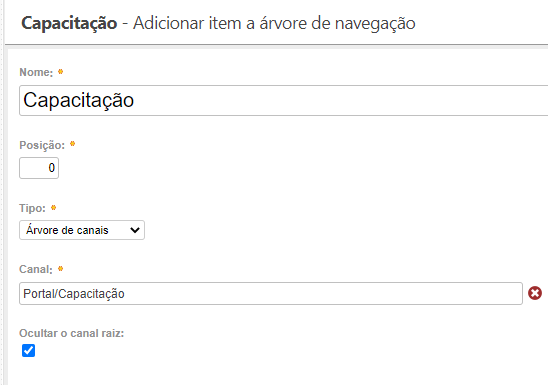 Capacitação - Adicionar item a árvore de navegação
Nome: *
Capacitação
Posição: *
0
Tipo: *
Árvore de canais
Canal: *
Portal/Capacitação
Ocultar o canal raiz: